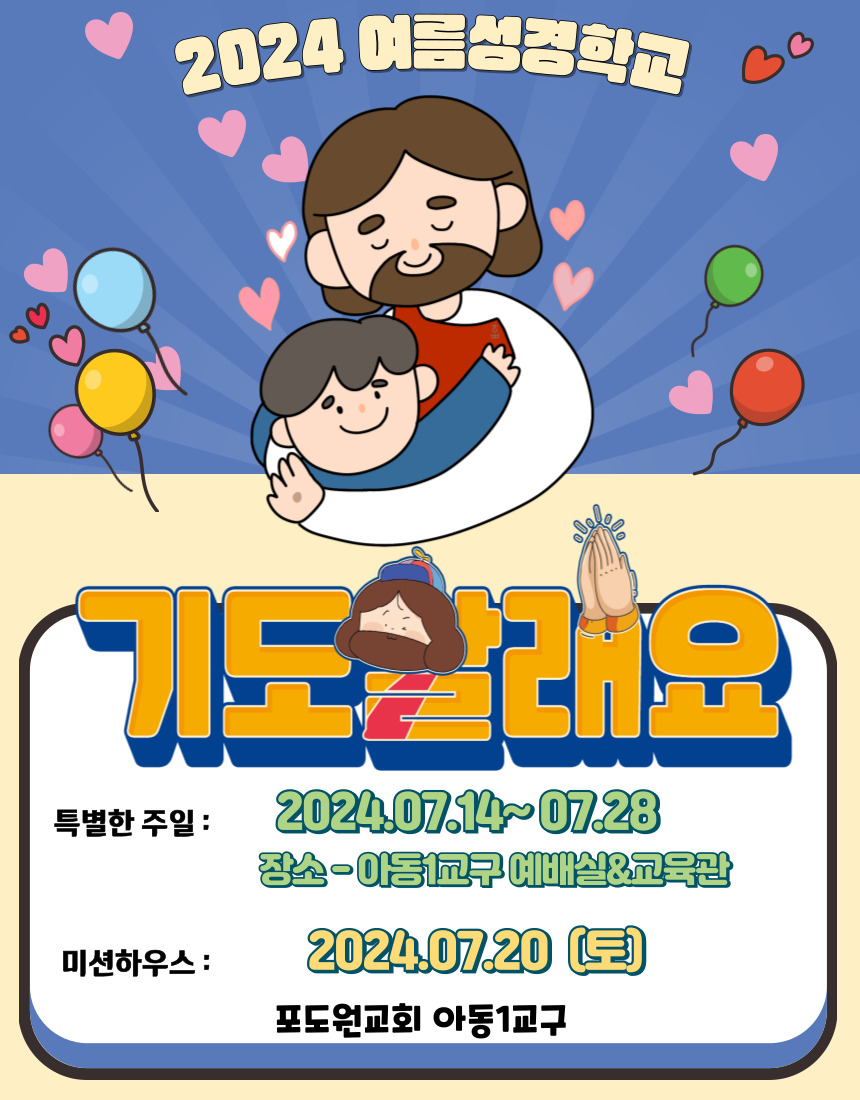 2024 여름성경학교
기도할래요
특별한 주일 : 2024.07.14~ 07.28
장소 - 아동1교구 예배실&교육관
미션하우스 : 2024.07.20 (토)
포도원교회 아동1교구